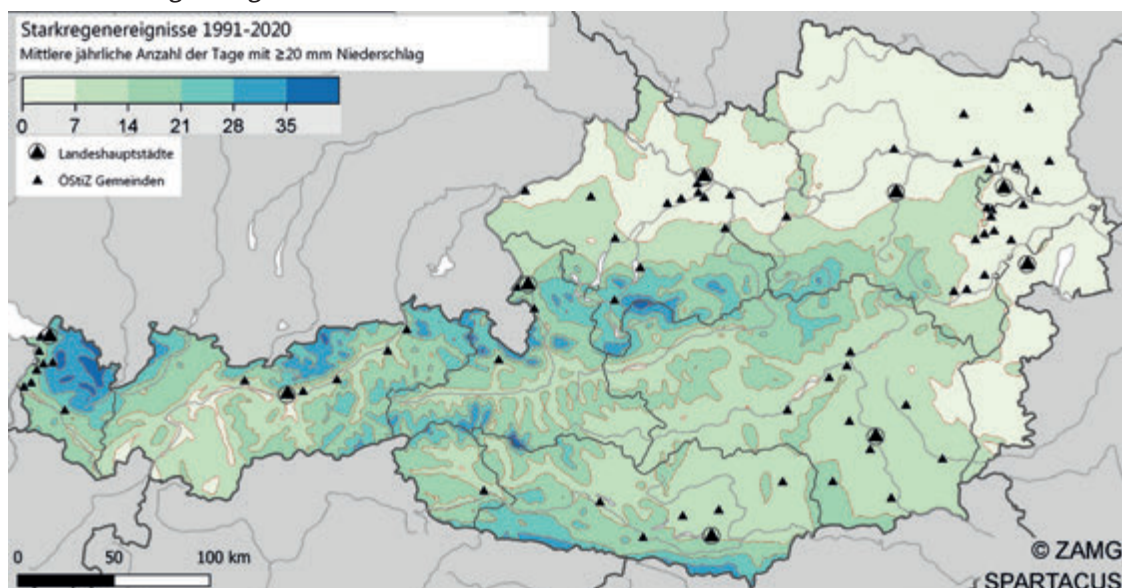 Starkregenereignisse 1991-2020
Mittlere jährliche Anzahl der Tage mit ≥20 mm Niederschlag
0 7 14 21 28 35
Landeshauptstädte
ÖStiZ Gemeinden
0 50 100 km
© ZAMG
SPARTACUS